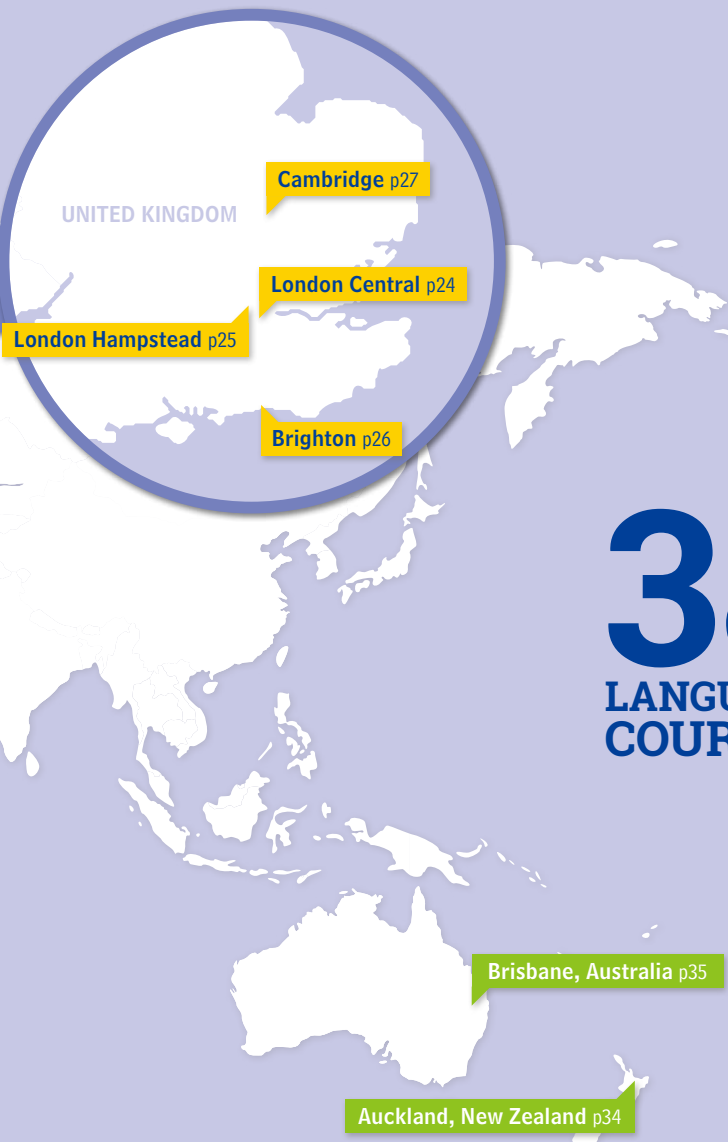 Cambridge p27
UNITED KINGDOM
London Central p24
London Hampstead p25
Brighton p26
3
LANGU
COUR
Brisbane, Australia p35
Auckland, New Zealand p34